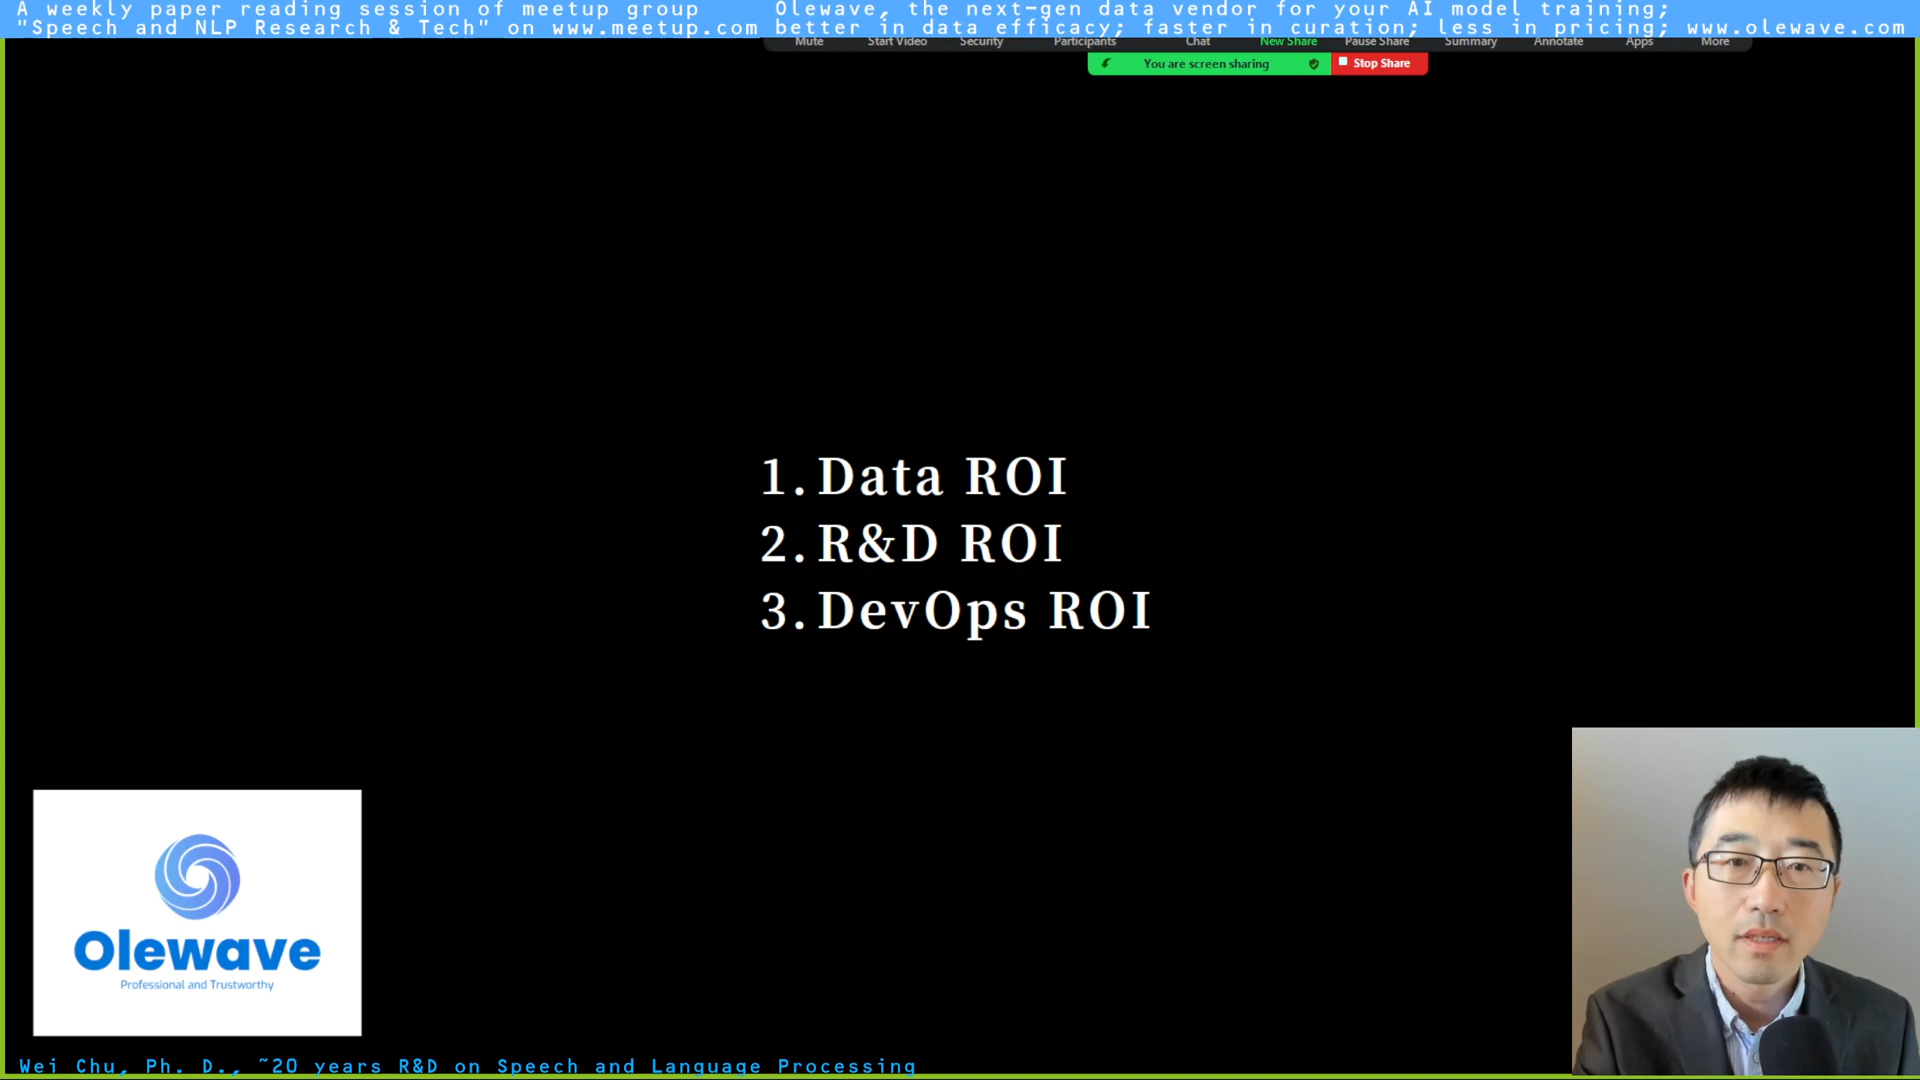 A weekly paper reading session of meetup group
"Speech and NLP Research & Tech" on www.meetup.com
Olewave, the next-gen data vendor for your AI model training;
better in data efficacy; faster in curation; less in pricing; www.olewave.com
Mute Start Video Security Participants Chat New Share Pause Share Summary Annotate Apps More
You are screen sharing Stop Share
1. Data ROI
2. R&D ROI
3. DevOps ROI
Olewave
Professional and Trustworthy
Wei Chu, Ph. D., ~20 years R&D on Speech and Language Processing